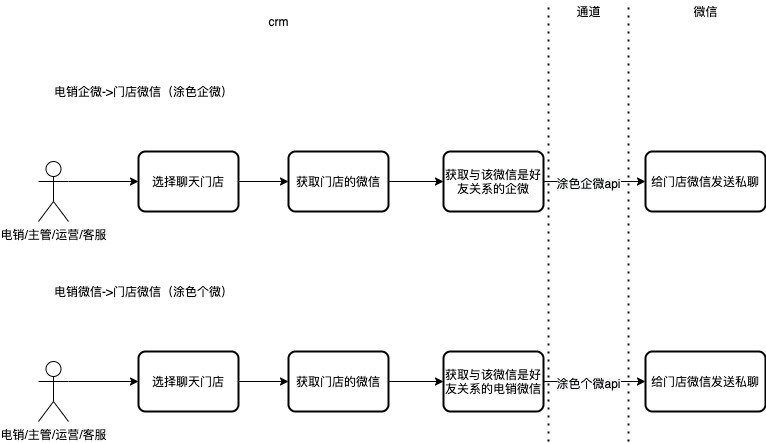 crm
通道
微信
电销企微->门店微信（涂色企微）
选择聊天门店
获取门店的微信
获取与该微信是好
友关系的企微
涂色企微api
给门店微信发送私聊
电销/主管/运营/客服
电销微信->门店微信（涂色个微）
选择聊天门店
获取门店的微信
获取与该微信是好
友关系的电销微信
涂色个微api
给门店微信发送私聊
电销/主管/运营/客服